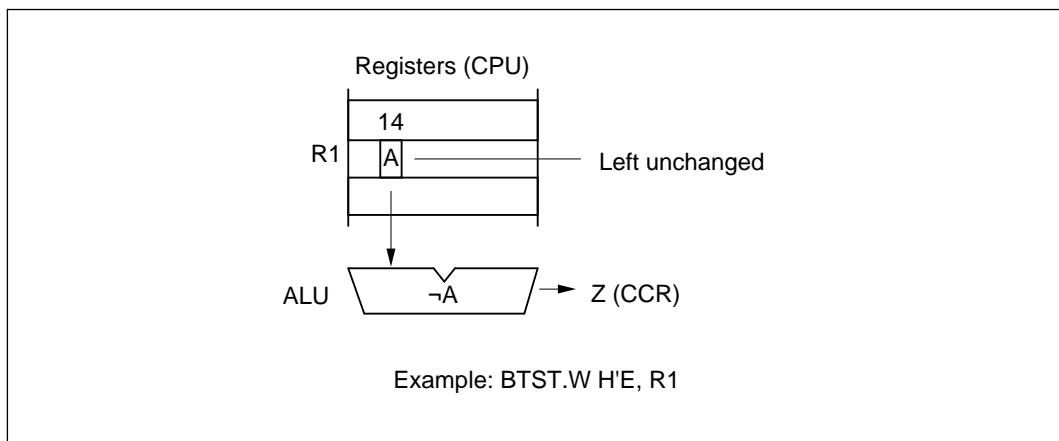 Registers (CPU)
14
R1 A Left unchanged
ALU ¬A Z (CCR)
Example: BTST.W H'E, R1